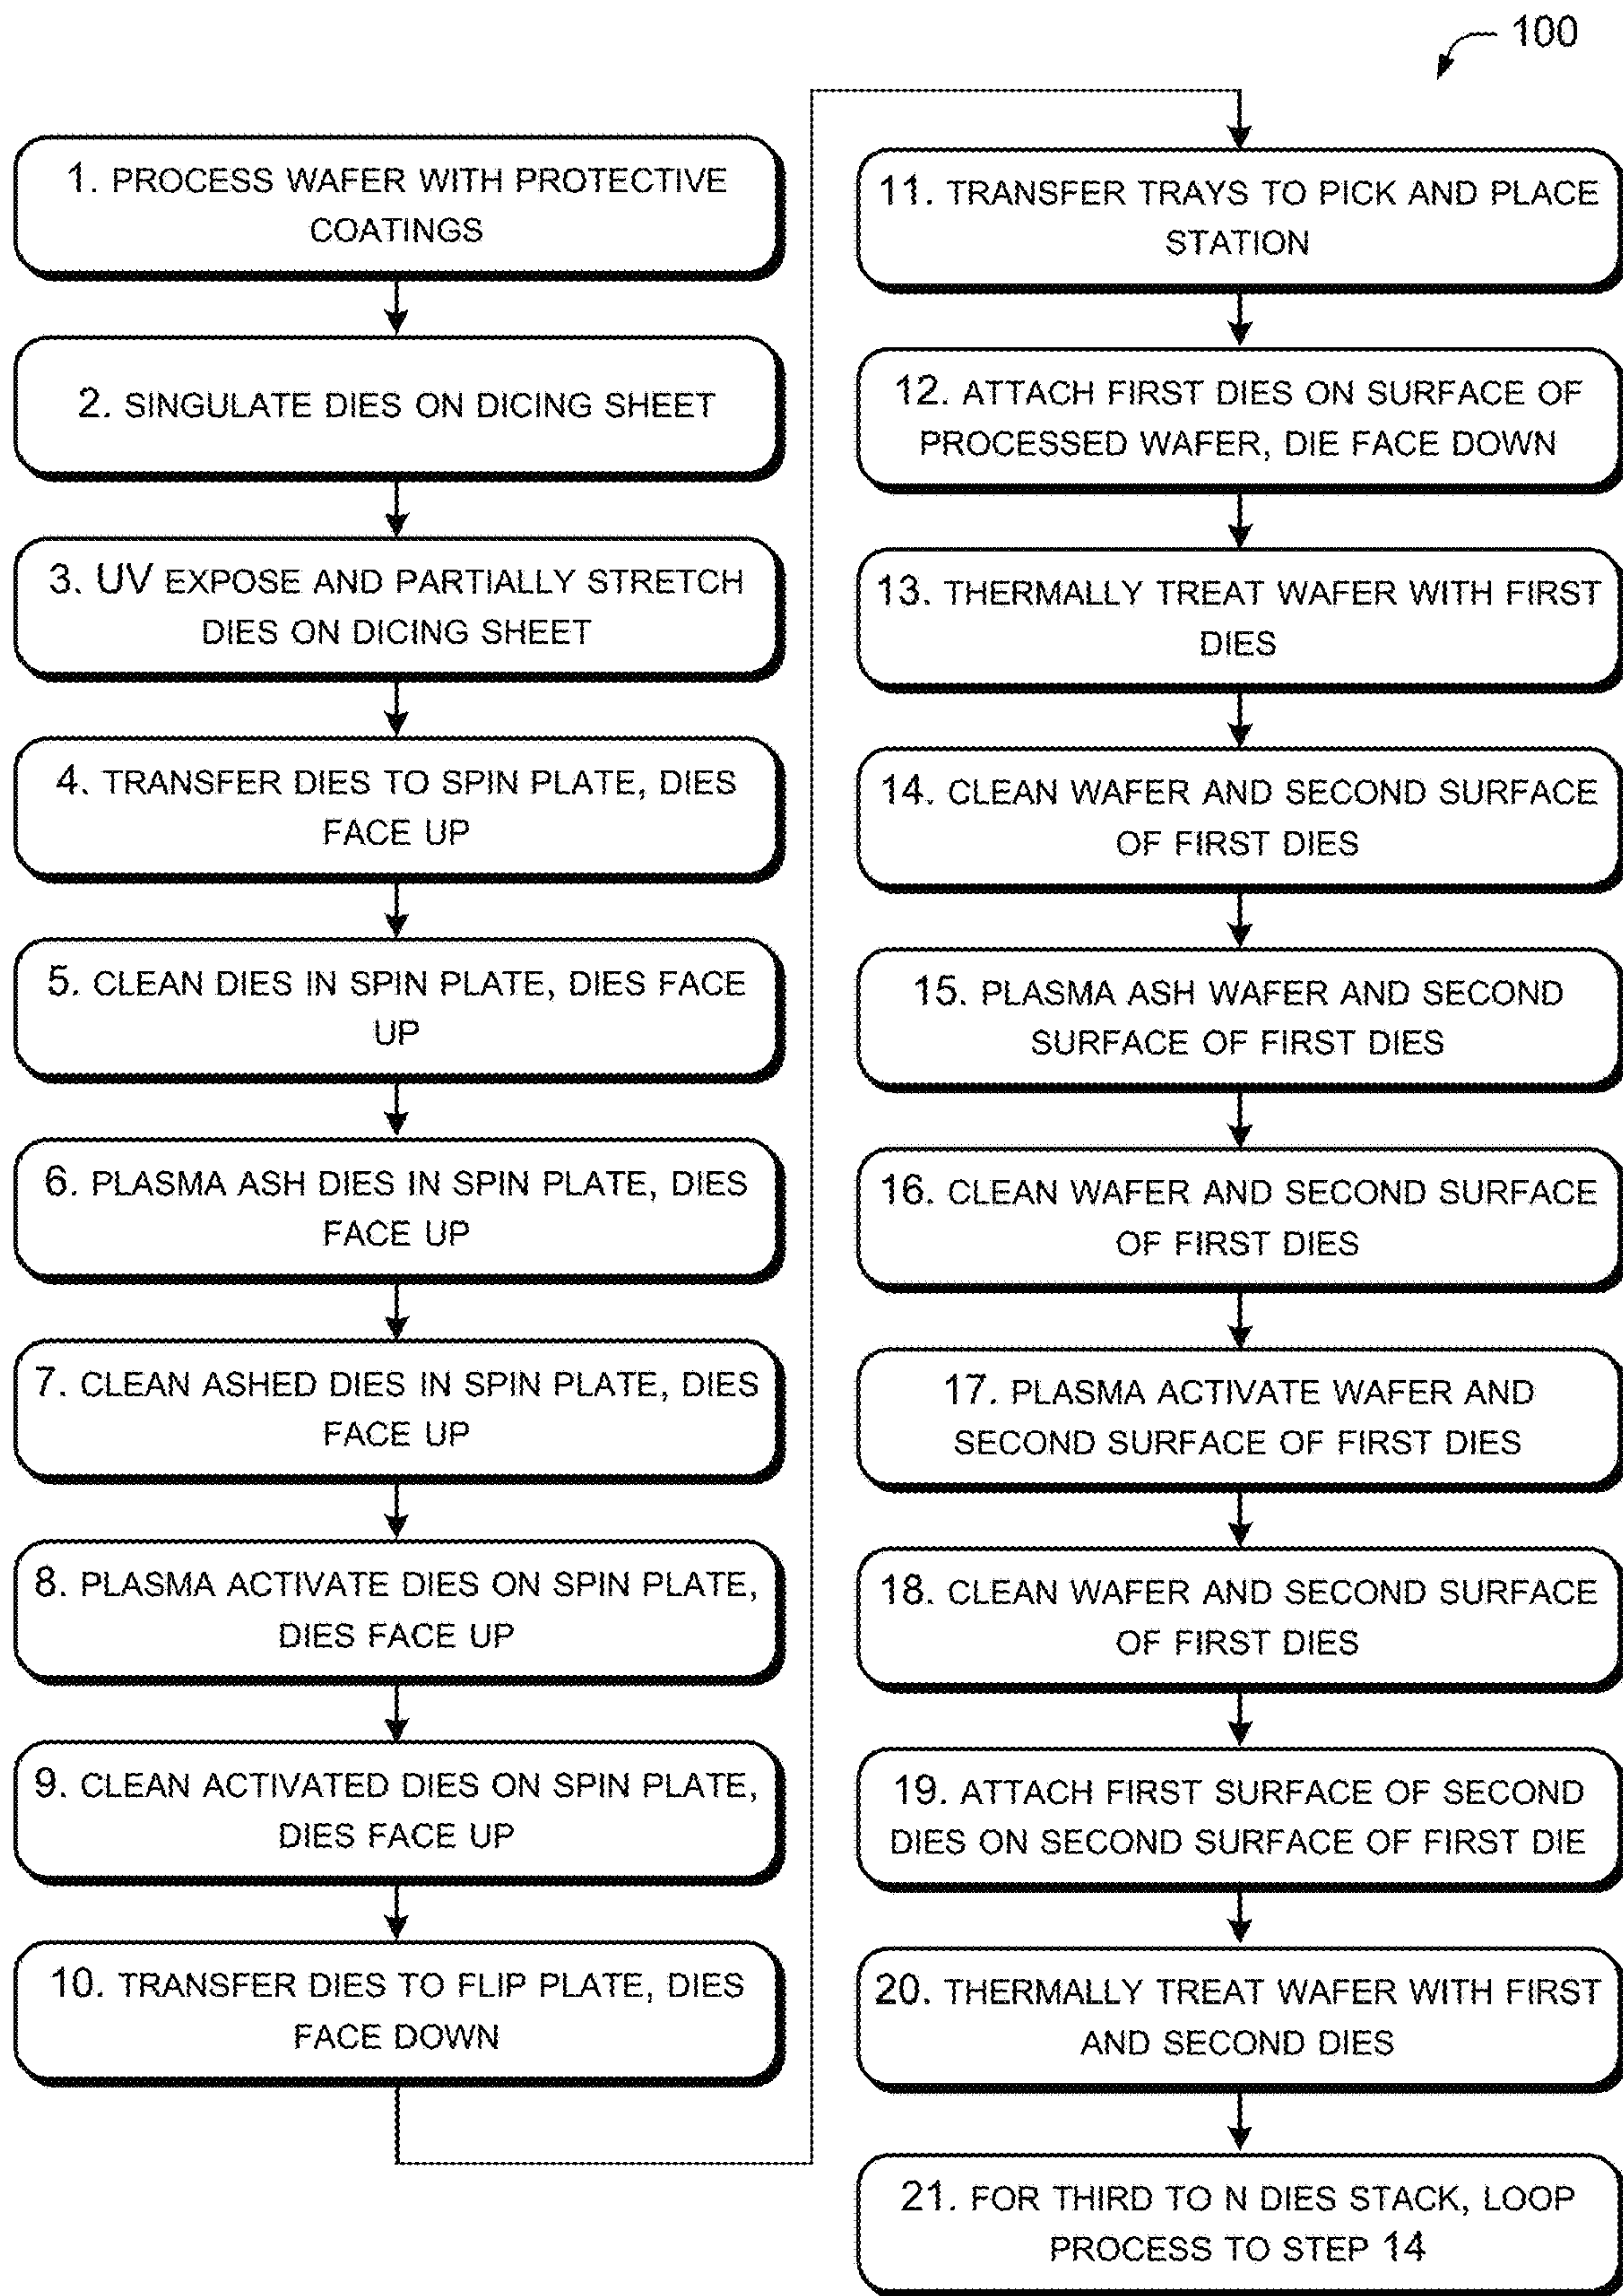 100
1. PROCESS WAFER WITH PROTECTIVE
COATINGS
2. SINGULATE DIES ON DICING SHEET
3. UV EXPOSE AND PARTIALLY STRETCH
DIES ON DICING SHEET
4. TRANSFER DIES TO SPIN PLATE, DIES
FACE UP
5. CLEAN DIES IN SPIN PLATE, DIES FACE
UP
6. PLASMA ASH DIES IN SPIN PLATE, DIES
FACE UP
7. CLEAN ASHED DIES IN SPIN PLATE, DIES
FACE UP
8. PLASMA ACTIVATE DIES ON SPIN PLATE,
DIES FACE UP
9. CLEAN ACTIVATED DIES ON SPIN PLATE,
DIES FACE UP
10. TRANSFER DIES TO FLIP PLATE, DIES
FACE DOWN
11. TRANSFER TRAYS TO PICK AND PLACE
STATION
12. ATTACH FIRST DIES ON SURFACE OF
PROCESSED WAFER, DIE FACE DOWN
13. THERMALLY TREAT WAFER WITH FIRST
DIES
14. CLEAN WAFER AND SECOND SURFACE
OF FIRST DIES
15. PLASMA ASH WAFER AND SECOND
SURFACE OF FIRST DIES
16. CLEAN WAFER AND SECOND SURFACE
OF FIRST DIES
17. PLASMA ACTIVATE WAFER AND
SECOND SURFACE OF FIRST DIES
18. CLEAN WAFER AND SECOND SURFACE
OF FIRST DIES
19. ATTACH FIRST SURFACE OF SECOND
DIES ON SECOND SURFACE OF FIRST DIE
20. THERMALLY TREAT WAFER WITH FIRST
AND SECOND DIES
21. FOR THIRD TO N DIES STACK, LOOP
PROCESS TO STEP 14